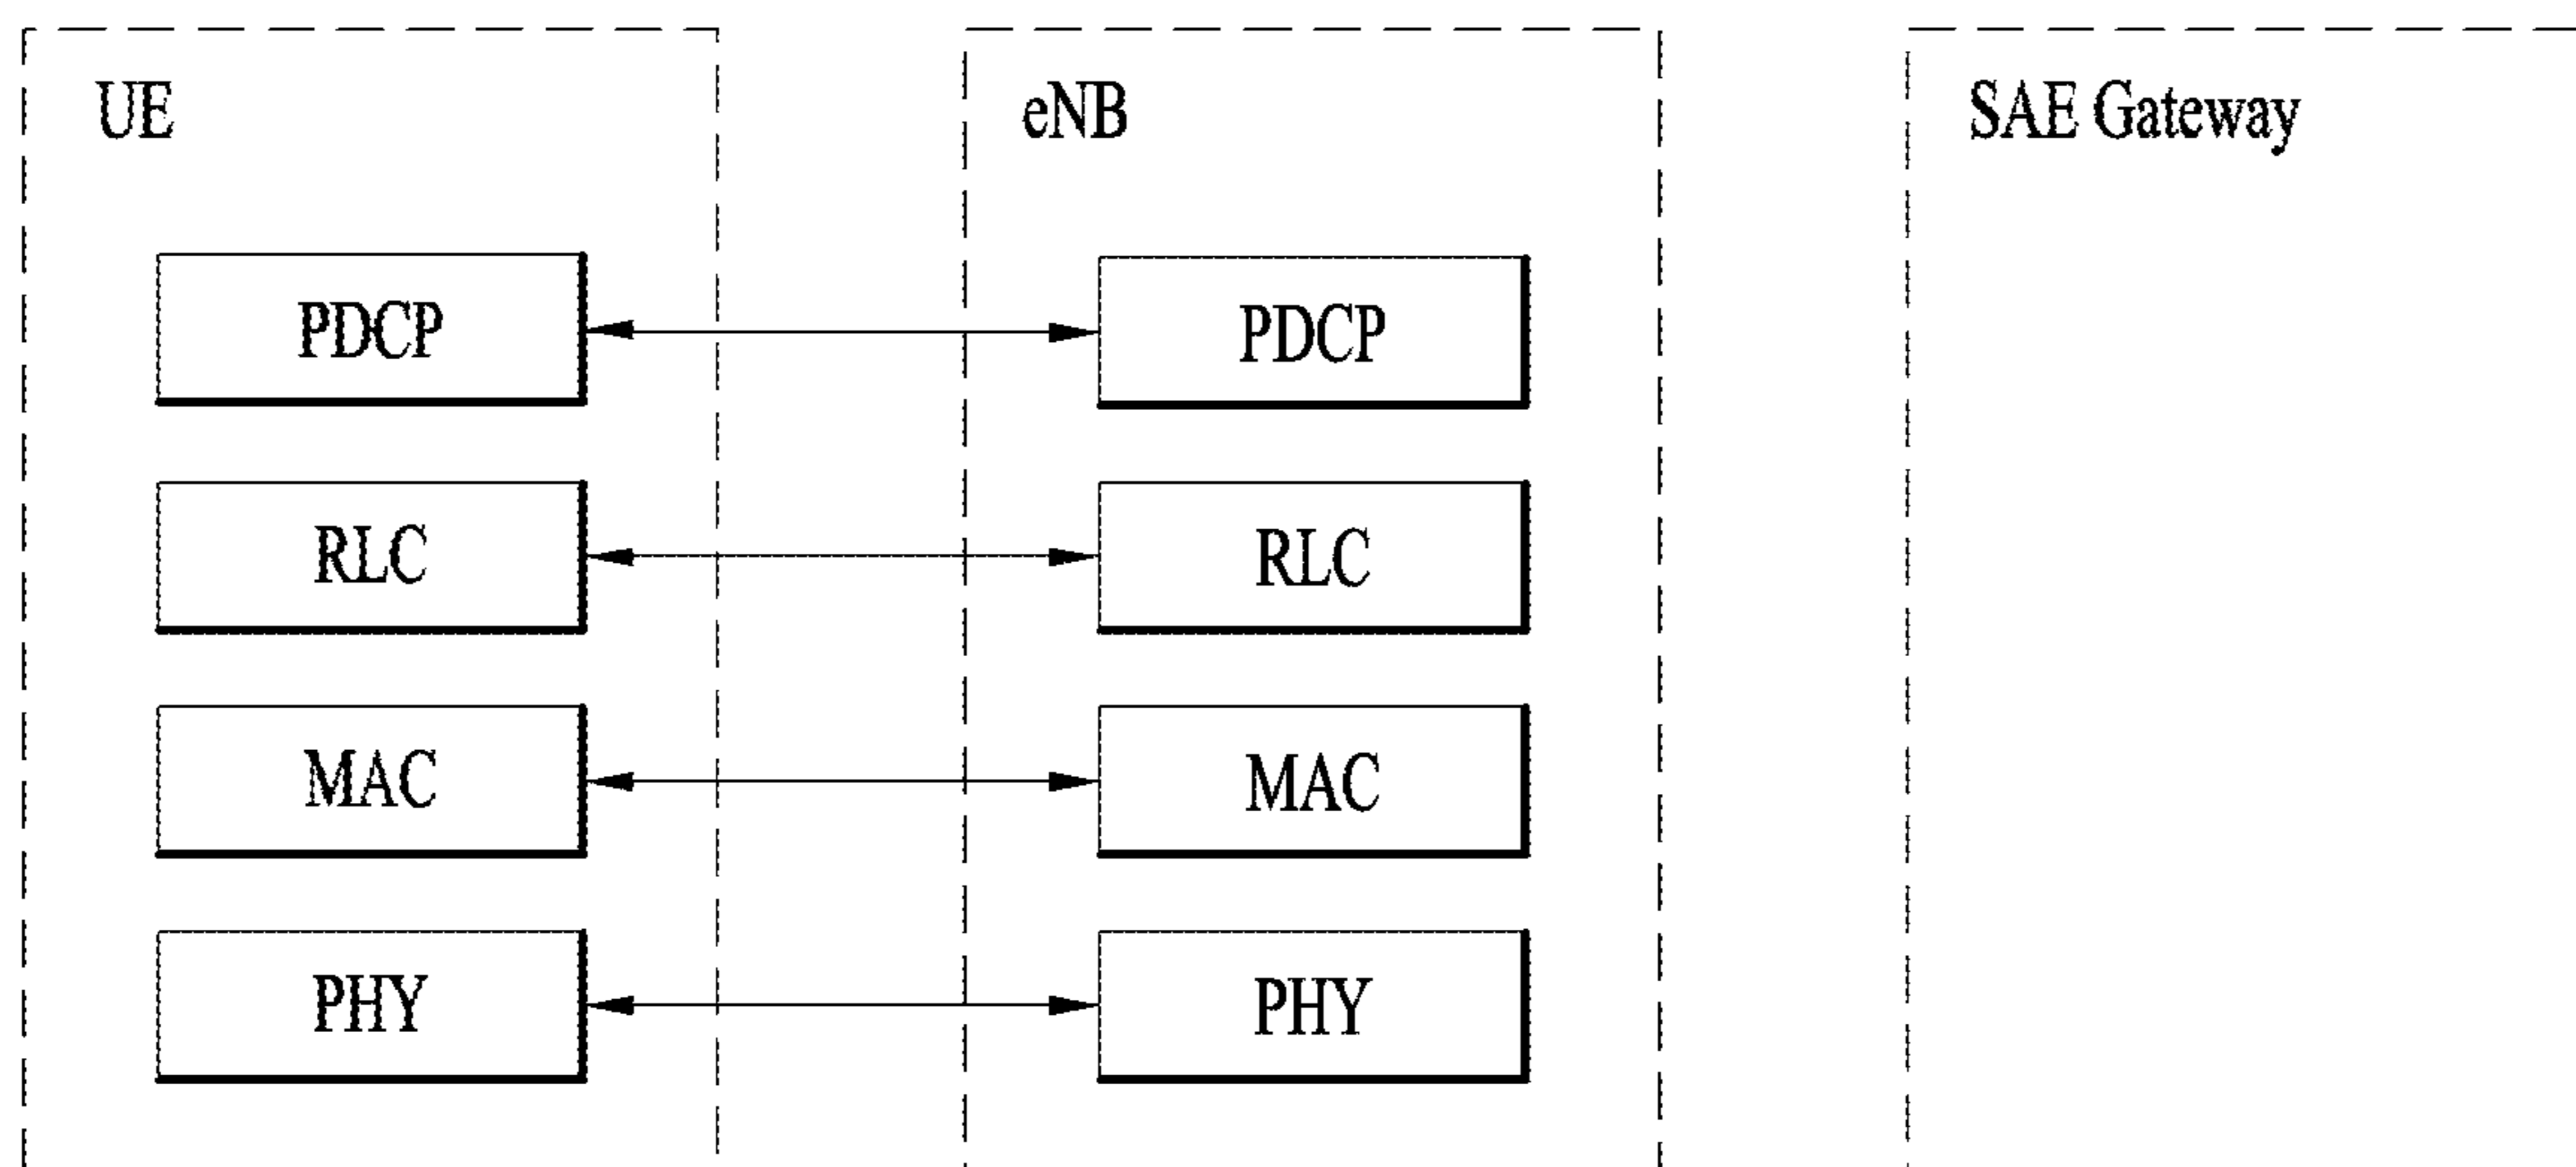 UE
eNB
SAE Gateway
PDCP
PDCP
RLC
RLC
MAC
MAC
PHY
PHY